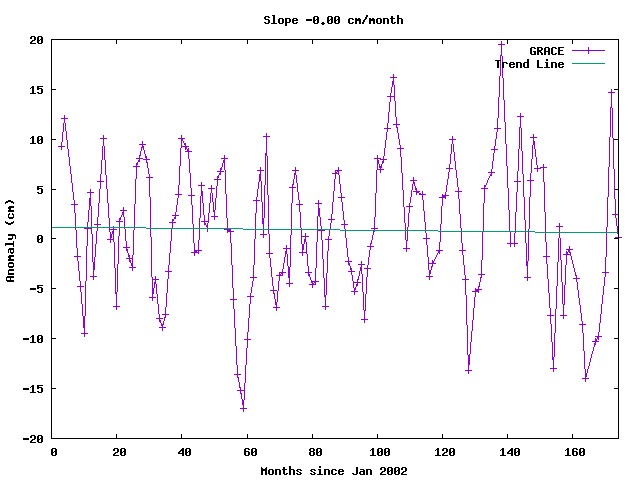 Slope -0.00 cm/month
GRACE
Trend Line
Anomaly (cm)
20
15
10
5
0
-5
-10
-15
-20
0 20 40 60 80 100 120 140 160
Months since Jan 2002